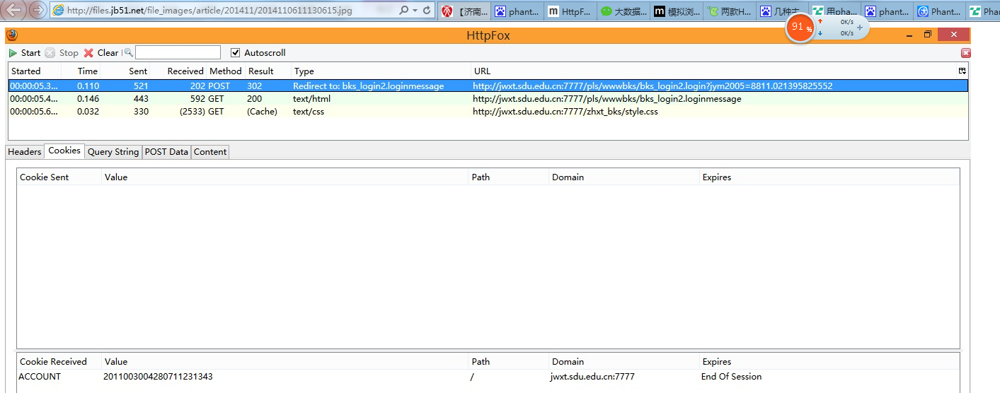 http://files.jb51.net/file_images/article/201411/2014110611130615.jpg 【济南... phant... HttpF... 大数据... 模拟浏... 两款H... 几种主... 用pha... phant... Phant... Phan
HttpFox
91% 0K/s
0K/s
Start Stop Clear Autoscroll
Started Time Sent Received Method Result Type URL
00:00:05.3... 0.110 521 202 POST 302 Redirect to: bks_login2.loginmessage http://jwxt.sdu.edu.cn:7777/pls/wwwbks/bks_login2.login?jym2005=8811.021395825552
00:00:05.4... 0.146 443 592 GET 200 text/html http://jwxt.sdu.edu.cn:7777/pls/wwwbks/bks_login2.loginmessage
00:00:05.6... 0.032 330 (2533) GET (Cache) text/css http://jwxt.sdu.edu.cn:7777/zhxt_bks/style.css
Headers Cookies Query String POST Data Content
Cookie Sent Value Path Domain Expires
Cookie Received Value Path Domain Expires
ACCOUNT 2011003004280711231343 / jwxt.sdu.edu.cn:7777 End Of Session